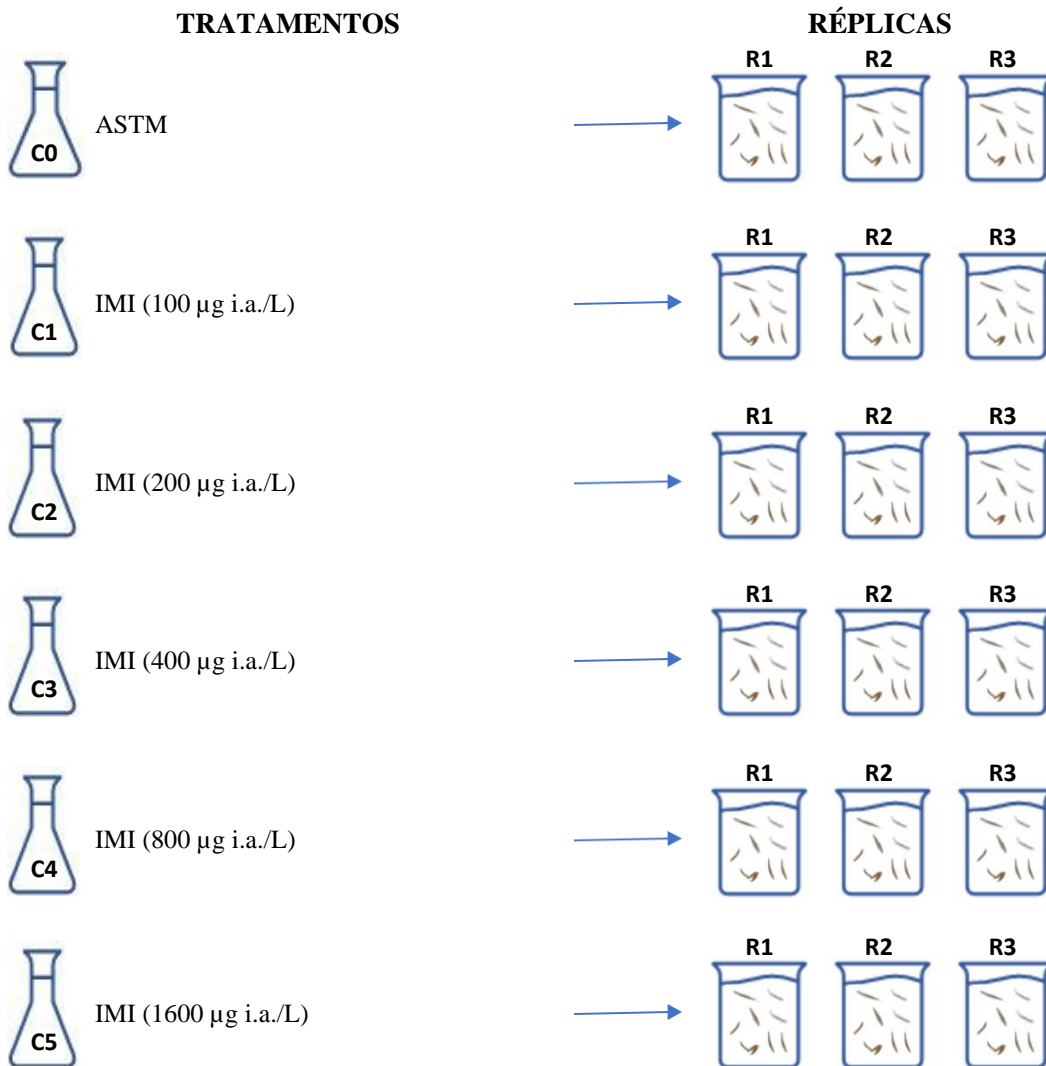 TRATAMENTOS RÉPLICAS
R1 R2 R3
C0 ASTM
R1 R2 R3
C1 IMI (100 µg i.a./L)
R1 R2 R3
C2 IMI (200 µg i.a./L)
R1 R2 R3
C3 IMI (400 µg i.a./L)
R1 R2 R3
C4 IMI (800 µg i.a./L)
R1 R2 R3
C5 IMI (1600 µg i.a./L)